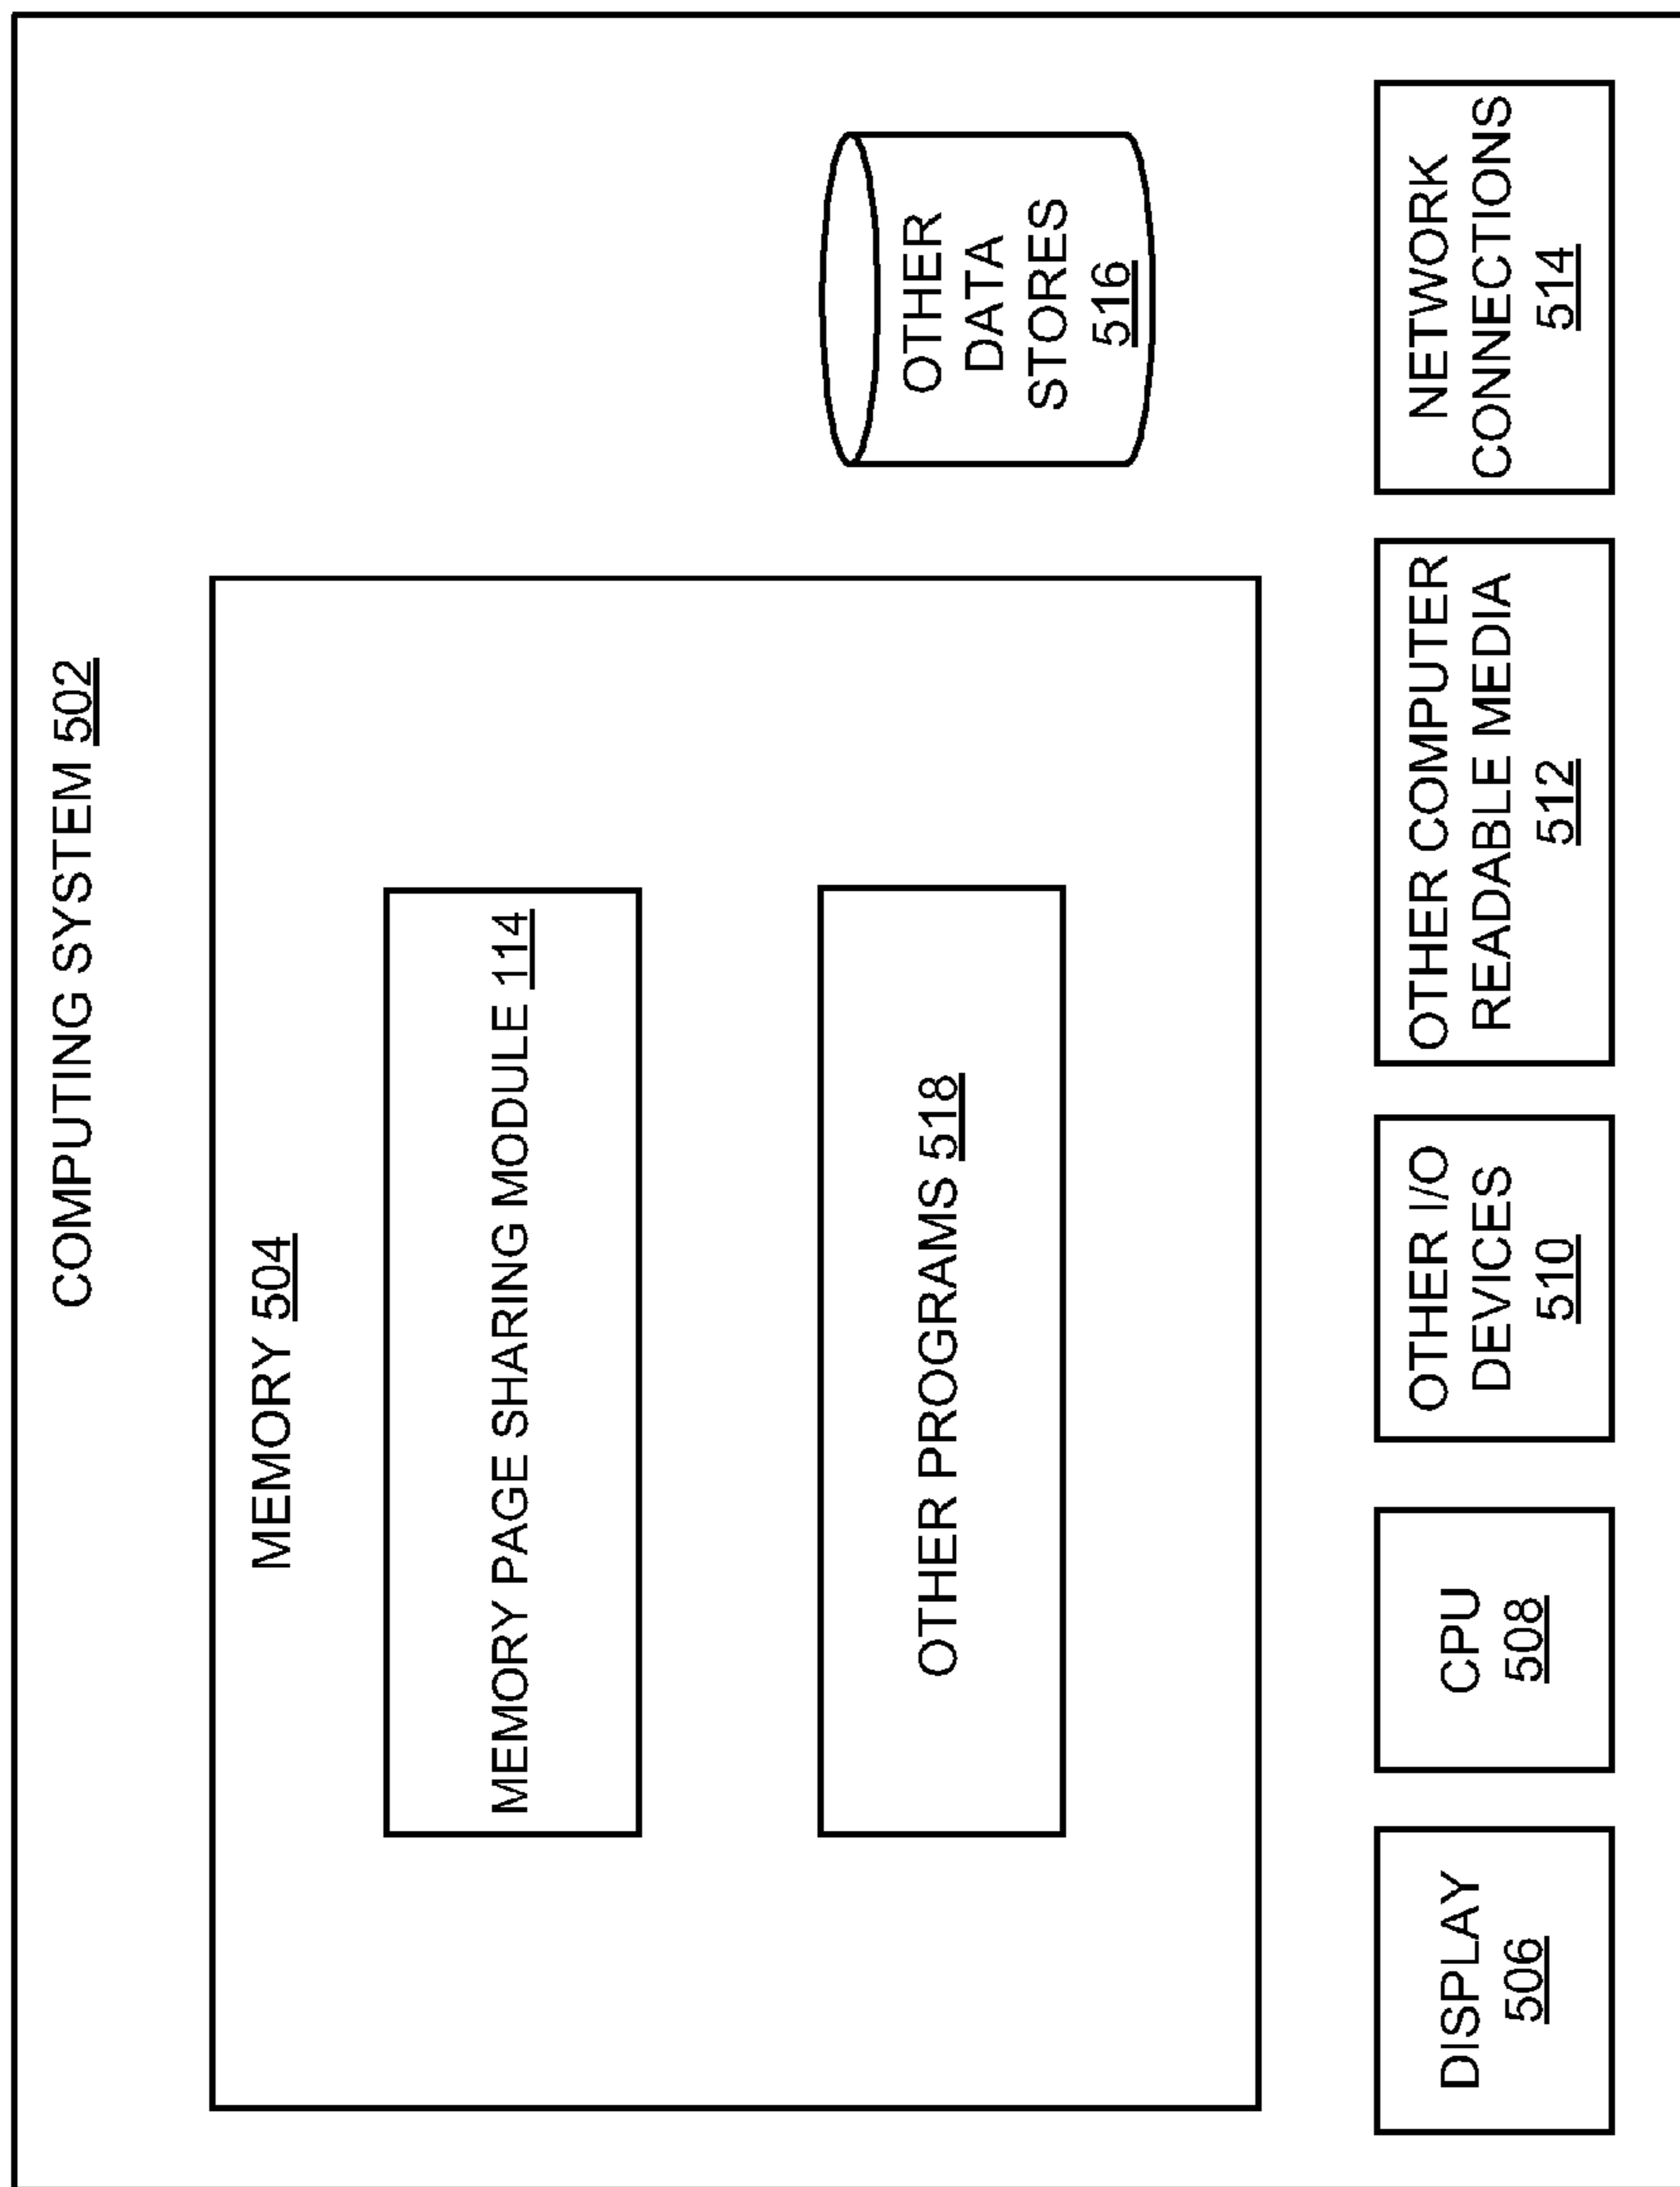 COMPUTING SYSTEM 502
MEMORY 504
MEMORY PAGE SHARING MODULE 114
OTHER PROGRAMS 518
OTHER
DATA
STORES
516
DISPLAY
506
CPU
508
OTHER I/O
DEVICES
510
OTHER COMPUTER
READABLE MEDIA
512
NETWORK
CONNECTIONS
514